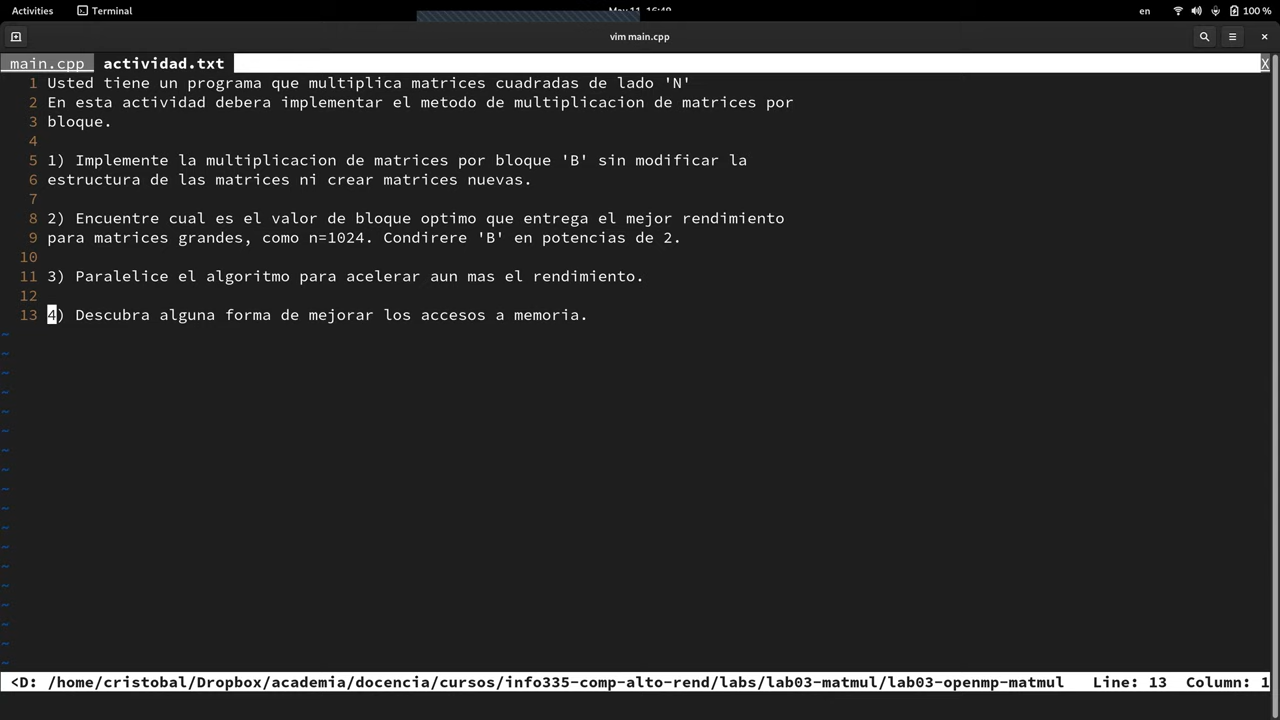 Activities
Terminal
en
100 %
vim main.cpp
main.cpp actividad.txt X
1 Usted tiene un programa que multiplica matrices cuadradas de lado 'N'
2 En esta actividad debera implementar el metodo de multiplicacion de matrices por
3 bloque.
4
5 1) Implemente la multiplicacion de matrices por bloque 'B' sin modificar la
6 estructura de las matrices ni crear matrices nuevas.
7
8 2) Encuentre cual es el valor de bloque optimo que entrega el mejor rendimiento
9 para matrices grandes, como n=1024. Condirere 'B' en potencias de 2.
10
11 3) Paralelice el algoritmo para acelerar aun mas el rendimiento.
12
13 4) Descubra alguna forma de mejorar los accesos a memoria.
<D: /home/cristobal/Dropbox/academia/docencia/cursos/info335-comp-alto-rend/labs/lab03-matmul/lab03-openmp-matmul Line: 13 Column: 1